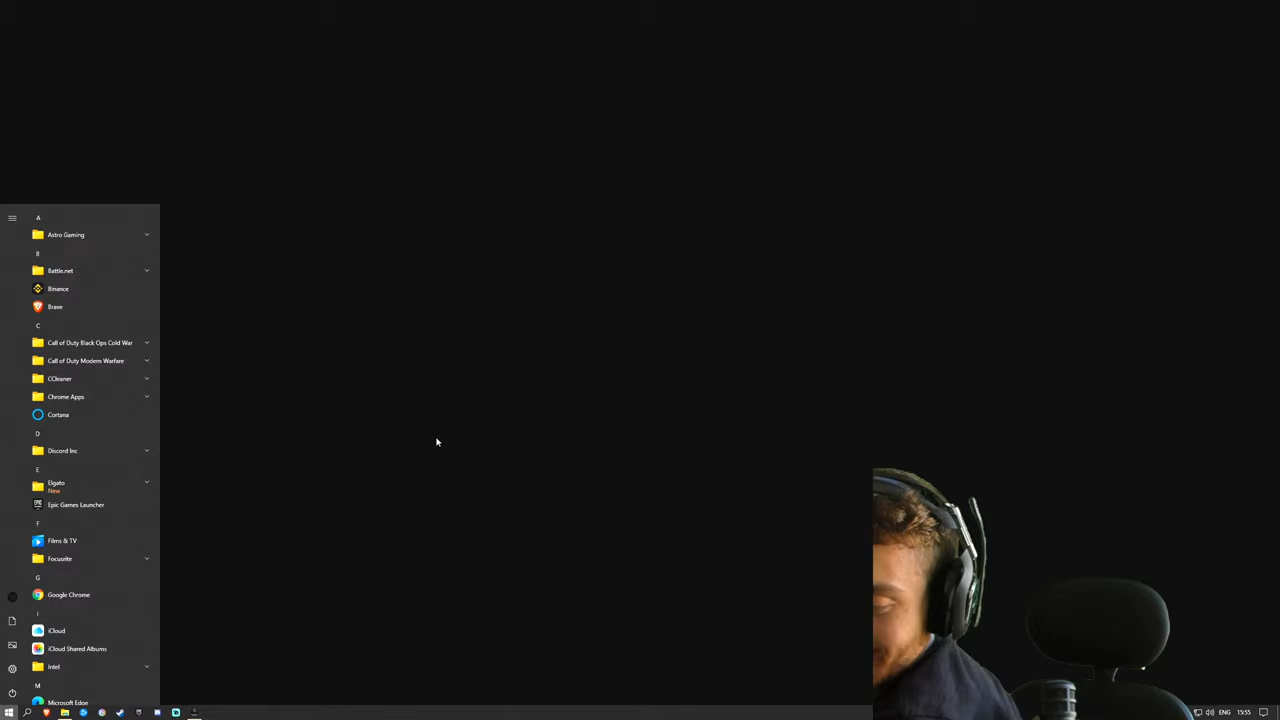 A
Astro Gaming
B
Battle.net
Binance
Brave
C
Call of Duty Black Ops Cold War
Call of Duty Modern Warfare
CCleaner
Chrome Apps
Cortana
D
Discord Inc
E
Elgato
New
Epic Games Launcher
F
Films & TV
Focusrite
G
Google Chrome
I
iCloud
iCloud Shared Albums
Intel
M
Microsoft Edge
ENG 15:55